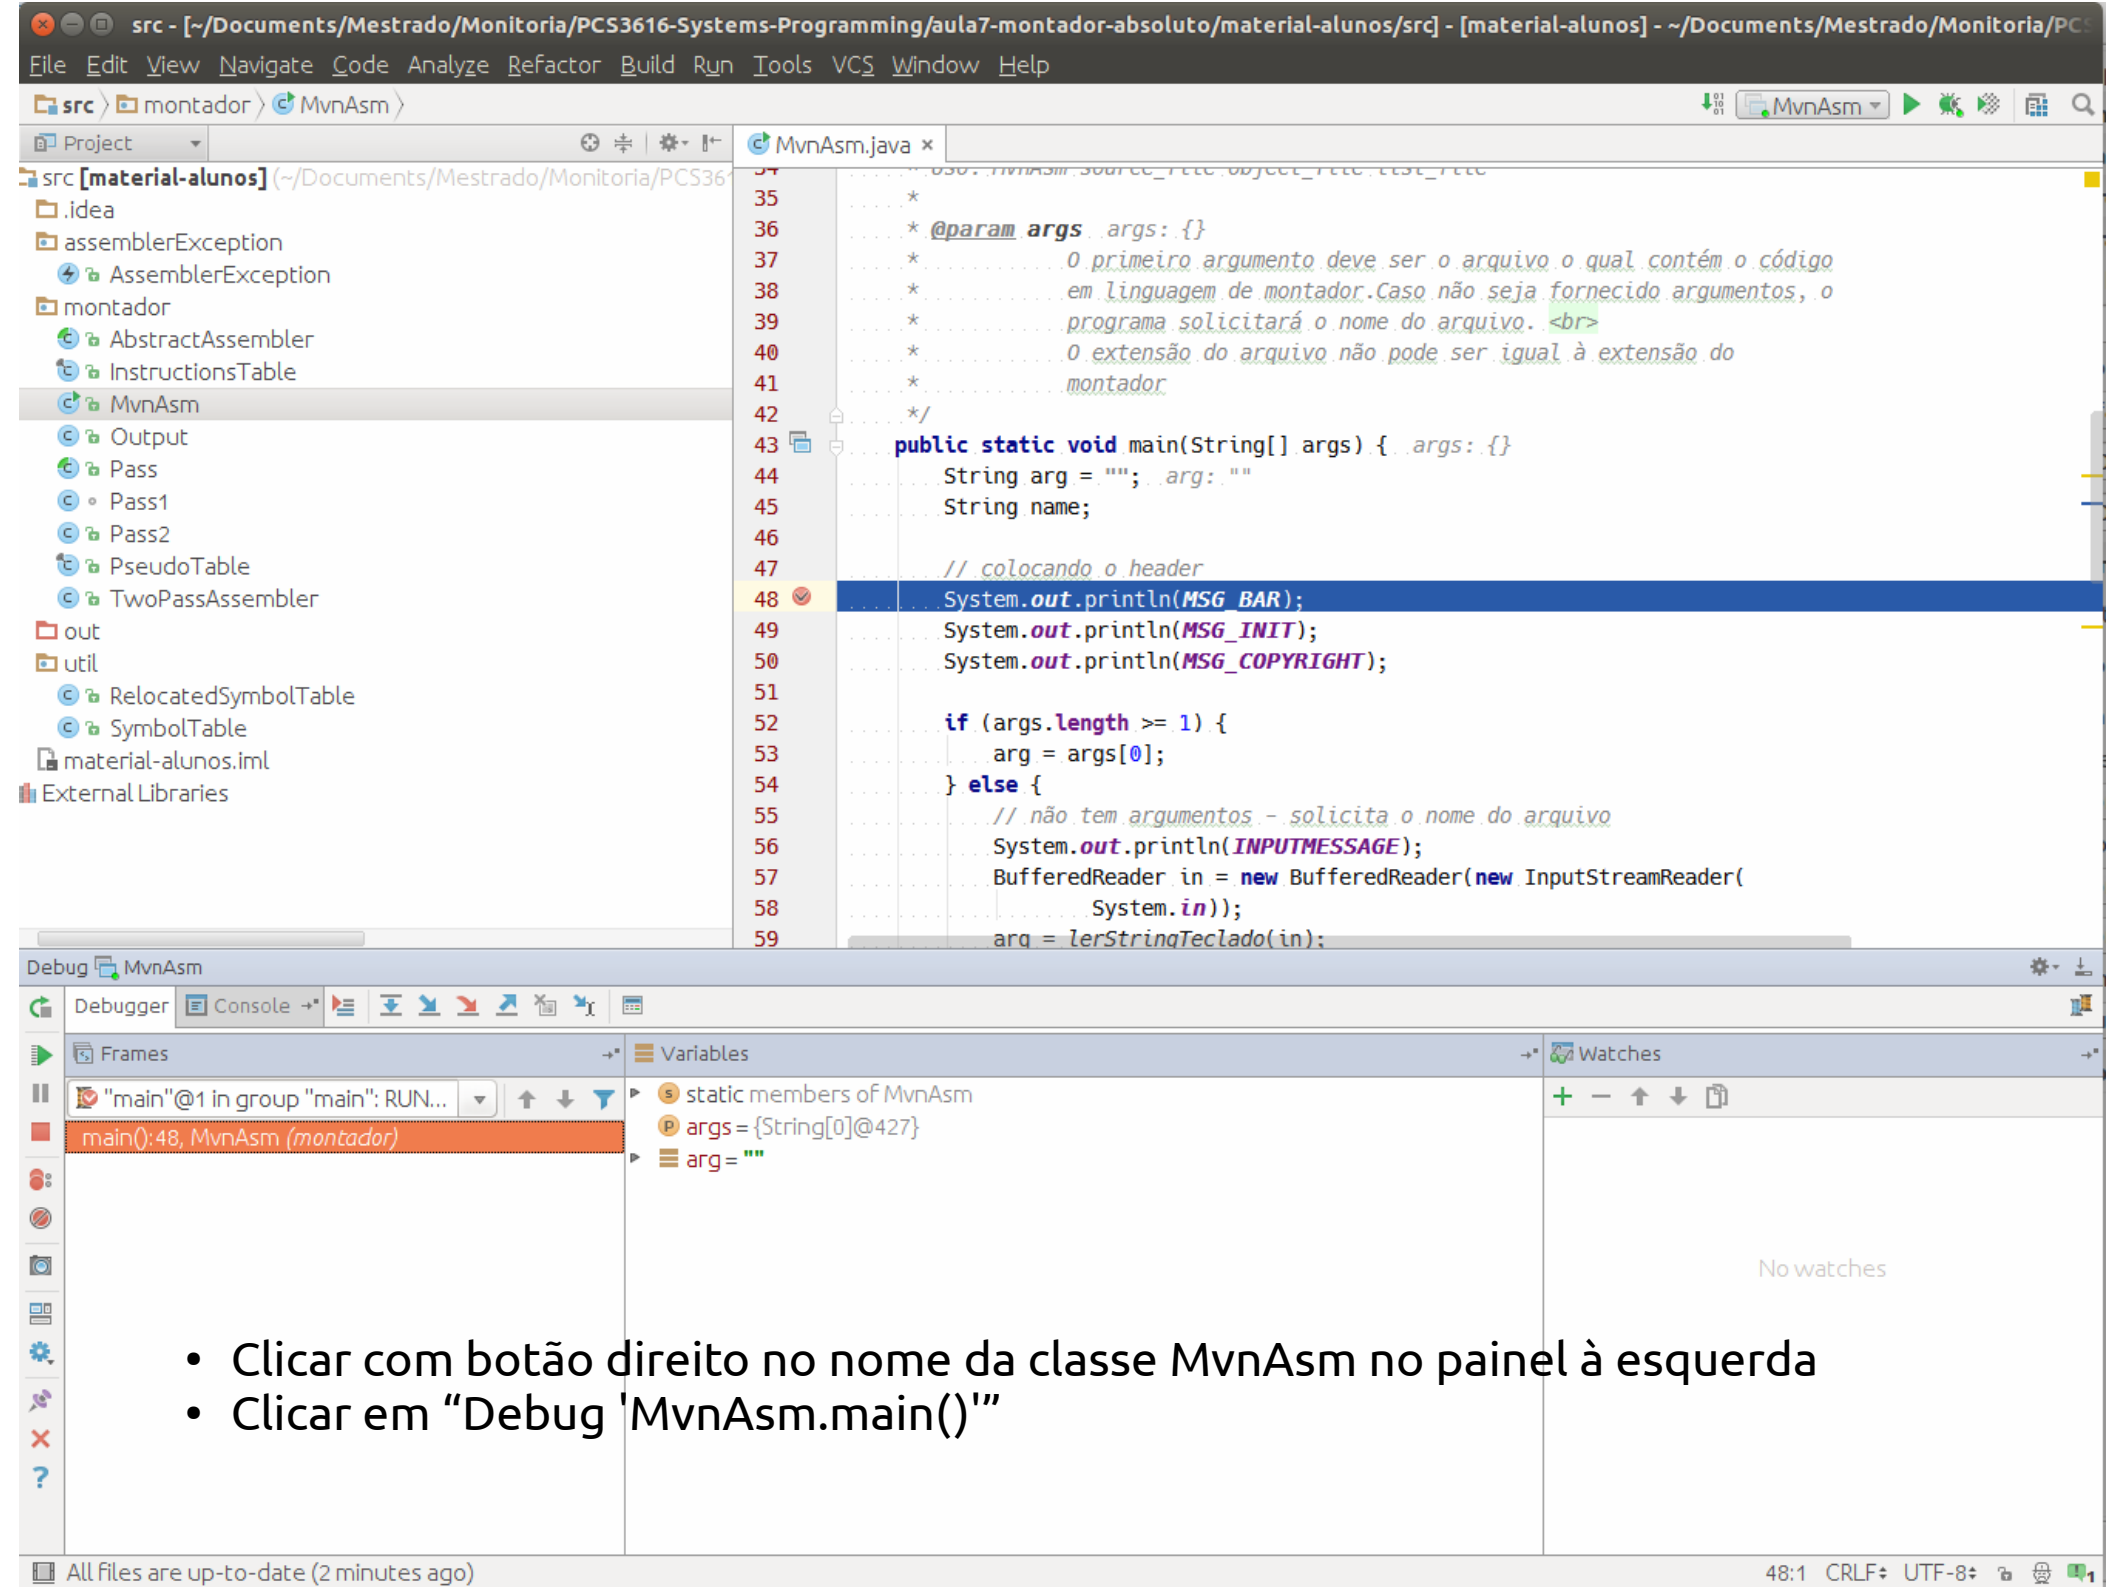 src - [~/Documents/Mestrado/Monitoria/PCS3616-Systems-Programming/aula7-montador-absoluto/material-alunos/src] - [material-alunos] - ~/Documents/Mestrado/Monitoria/PCS
File Edit View Navigate Code Analyze Refactor Build Run Tools VCS Window Help
src montador MvnAsm
MvnAsm
Project
MvnAsm.java
src [material-alunos] (~/Documents/Mestrado/Monitoria/PCS36
.idea
assemblerException
AssemblerException
montador
AbstractAssembler
InstructionsTable
MvnAsm
Output
Pass
Pass1
Pass2
PseudoTable
TwoPassAssembler
out
util
RelocatedSymbolTable
SymbolTable
material-alunos.iml
External Libraries
34 * Uso: MvnAsm source_file object_file list_file
35 *
36 * @param args args: {}
37 * O primeiro argumento deve ser o arquivo o qual contém o código
38 * em linguagem de montador.Caso não seja fornecido argumentos, o
39 * programa solicitará o nome do arquivo. <br>
40 * O extensão do arquivo não pode ser igual à extensão do
41 * montador
42 */
43 public static void main(String[] args) { args: {}
44 String arg = ""; arg: ""
45 String name;
46
47 // colocando o header
48 System.out.println(MSG_BAR);
49 System.out.println(MSG_INIT);
50 System.out.println(MSG_COPYRIGHT);
51
52 if (args.length >= 1) {
53 arg = args[0];
54 } else {
55 // não tem argumentos – solicita o nome do arquivo
56 System.out.println(INPUTMESSAGE);
57 BufferedReader in = new BufferedReader(new InputStreamReader(
58 System.in));
59 arg = lerStringTeclado(in);
Debug MvnAsm
Debugger Console
Frames
Variables
Watches
"main"@1 in group "main": RUN...
main():48, MvnAsm (montador)
static members of MvnAsm
args = {String[0]@427}
arg = ""
No watches
• Clicar com botão direito no nome da classe MvnAsm no painel à esquerda
• Clicar em “Debug 'MvnAsm.main()'”
All files are up-to-date (2 minutes ago)
48:1 CRLF UTF-8 1